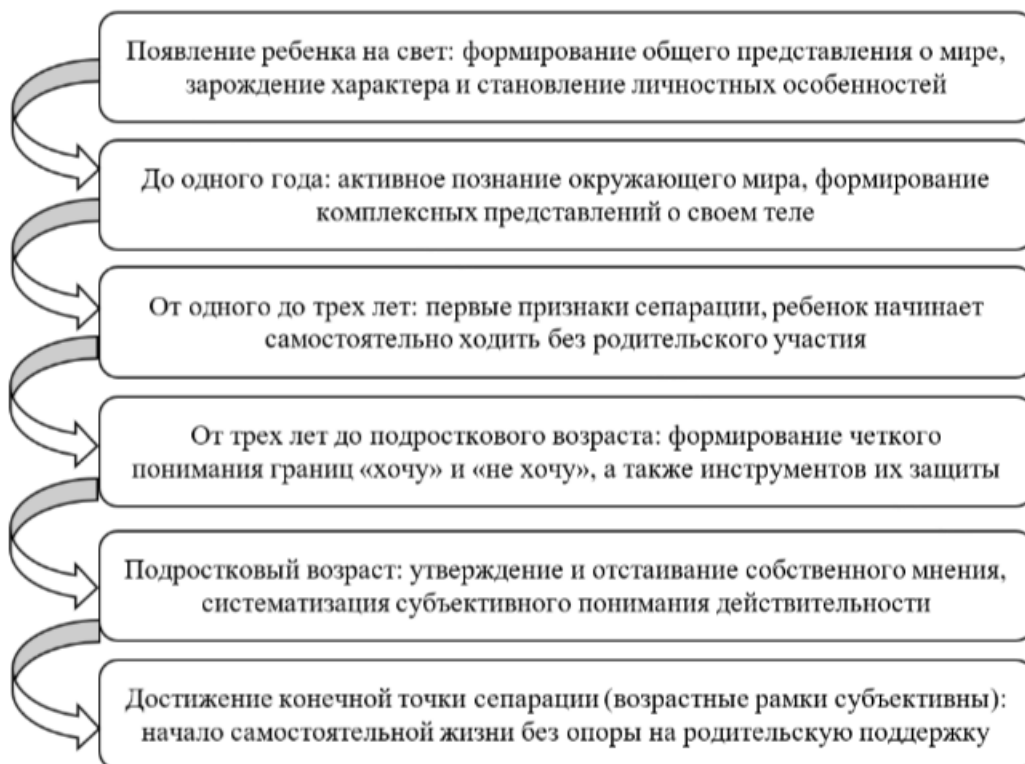 Появление ребенка на свет: формирование общего представления о мире,
зарождение характера и становление личностных особенностей
До одного года: активное познание окружающего мира, формирование
комплексных представлений о своем теле
От одного до трех лет: первые признаки сепарации, ребенок начинает
самостоятельно ходить без родительского участия
От трех лет до подросткового возраста: формирование четкого
понимания границ «хочу» и «не хочу», а также инструментов их защиты
Подростковый возраст: утверждение и отстаивание собственного мнения,
систематизация субъективного понимания действительности
Достижение конечной точки сепарации (возрастные рамки субъективны):
начало самостоятельной жизни без опоры на родительскую поддержку